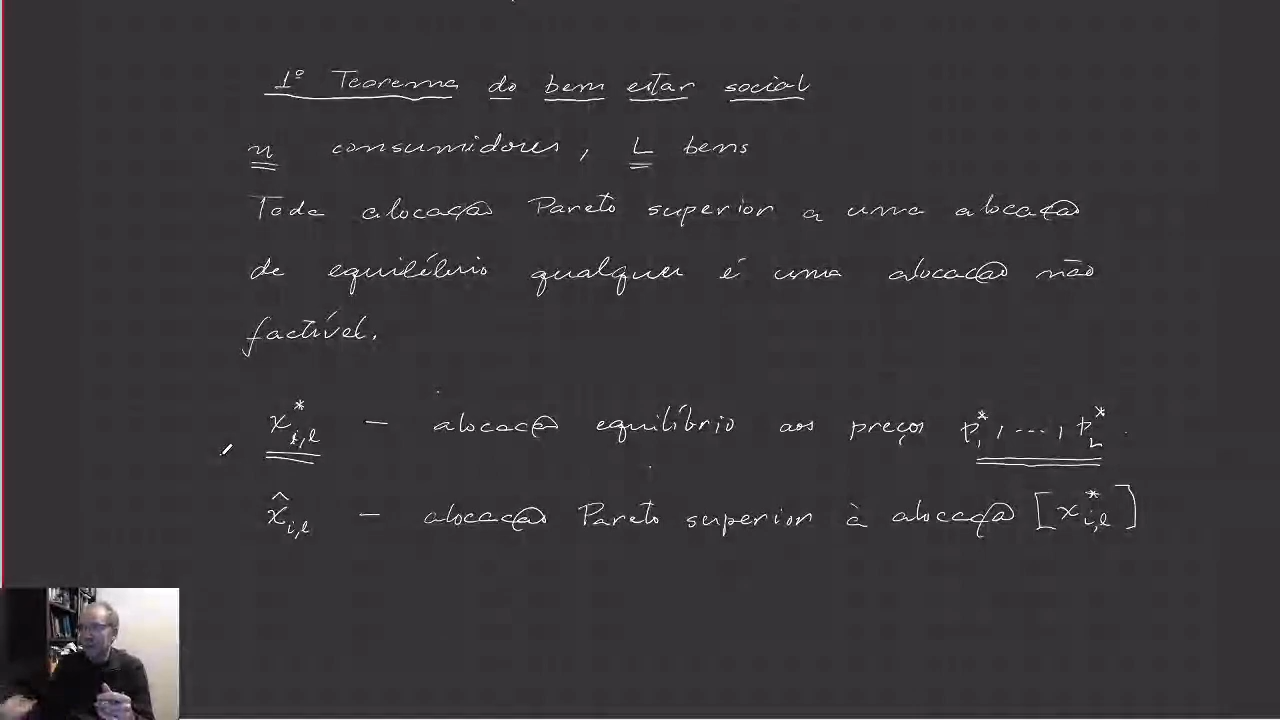 1º Teorema do bem estar social
n consumidores, L bens
Toda alocação Pareto superior a uma alocação
de equilíbrio qualquer é uma alocação não
factível.
x*i,l — alocação equilíbrio aos preços p*1, ..., p*L
x̂i,l — alocação Pareto superior à alocação [x*i,l]